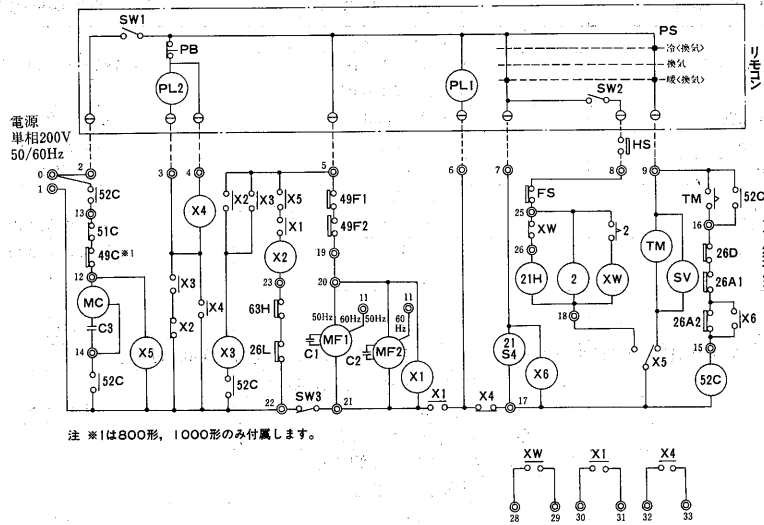 SW1
PB
PS
冷〈換気〉
換気
暖〈換気〉
リモコン
PL2
PL1
SW2
HS
電源
単相200V
50/60Hz
0
1
2
3
4
5
6
7
8
9
52C
13
51C
49C※1
12
MC
C3
14
52C
X5
X4
X3
X2
X4
X2
X3
X3
52C
X5
X1
X2
23
63H
26L
22
SW3
49F1
49F2
19
20
50Hz
60Hz
11
50Hz
60
Hz
11
MF1
C1
MF2
C2
X1
21
X1
X4
21
S4
X6
17
FS
25
XW
26
21H
2
XW
2
18
X5
TM
SV
TM
52C
16
26D
26A1
26A2
X6
15
52C
注 ※1は800形，1000形のみ付属します。
XW
X1
X4
28
29
30
31
32
33